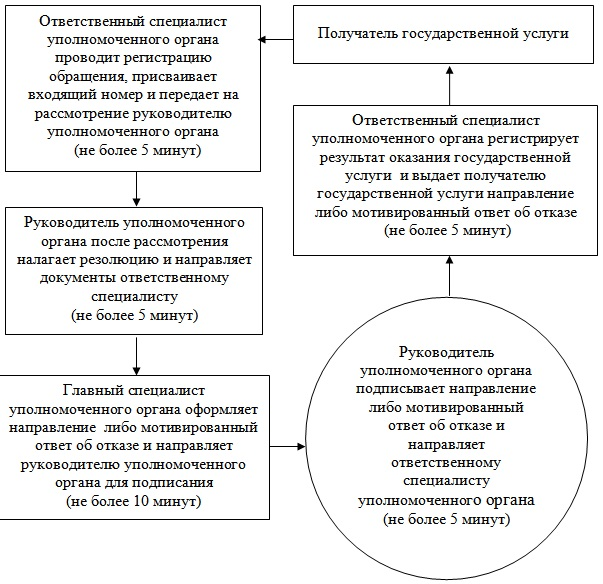 Ответственный специалист
уполномоченного органа
проводит регистрацию
обращения, присваивает
входящий номер и передает на
рассмотрение руководителю
уполномоченного органа
(не более 5 минут)
Руководитель уполномоченного
органа после рассмотрения
налагает резолюцию и направляет
документы ответственному
специалисту
(не более 5 минут)
Главный специалист
уполномоченного органа оформляет
направление либо мотивированный
ответ об отказе и направляет
руководителю уполномоченного
органа для подписания
(не более 10 минут)
Руководитель
уполномоченного органа
подписывает направление
либо мотивированный
ответ об отказе и
направляет
ответственному
специалисту
уполномоченного органа
(не более 5 минут)
Ответственный специалист
уполномоченного органа регистрирует
результат оказания государственной
услуги и выдает получателю
государственной услуги направление
либо мотивированный ответ об отказе
(не более 5 минут)
Получатель государственной услуги